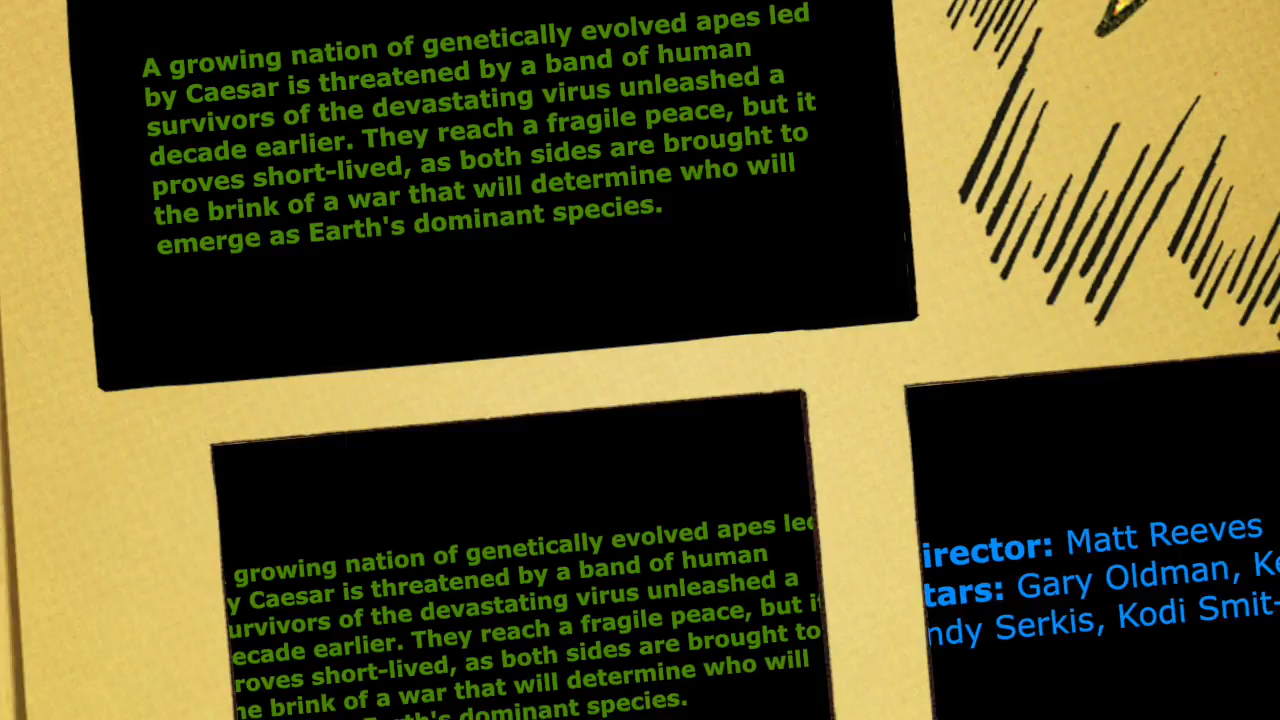 A growing nation of genetically evolved apes led
by Caesar is threatened by a band of human
survivors of the devastating virus unleashed a
decade earlier. They reach a fragile peace, but it
proves short-lived, as both sides are brought to
the brink of a war that will determine who will
emerge as Earth's dominant species.
growing nation of genetically evolved apes led
y Caesar is threatened by a band of human
urvivors of the devastating virus unleashed a
ecade earlier. They reach a fragile peace, but it
roves short-lived, as both sides are brought to
he brink of a war that will determine who will
Earth's dominant species.
irector: Matt Reeves
tars: Gary Oldman, Ke
ndy Serkis, Kodi Smit-